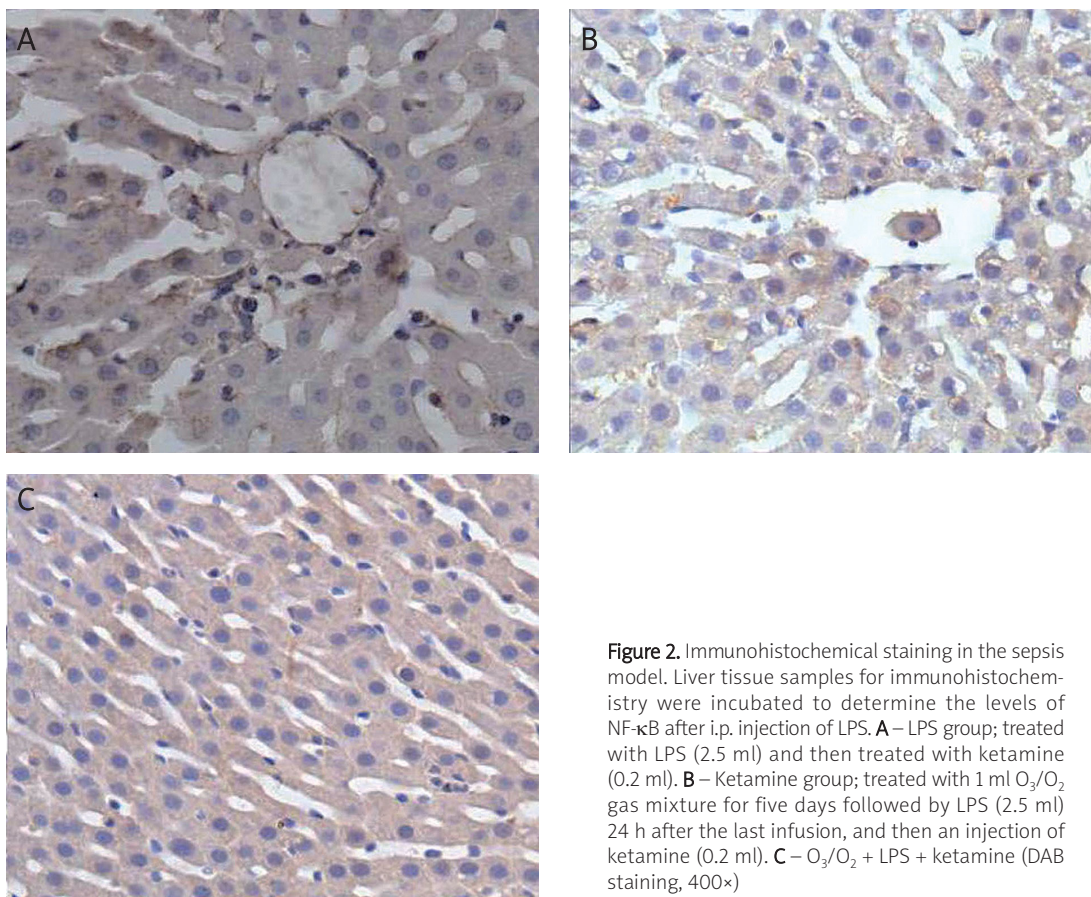 A
B
C
Figure 2. Immunohistochemical staining in the sepsis
model. Liver tissue samples for immunohistochem-
istry were incubated to determine the levels of
NF-κB after i.p. injection of LPS. A – LPS group; treated
with LPS (2.5 ml) and then treated with ketamine
(0.2 ml). B – Ketamine group; treated with 1 ml O₃/O₂
gas mixture for five days followed by LPS (2.5 ml)
24 h after the last infusion, and then an injection of
ketamine (0.2 ml). C – O₃/O₂ + LPS + ketamine (DAB
staining, 400×)